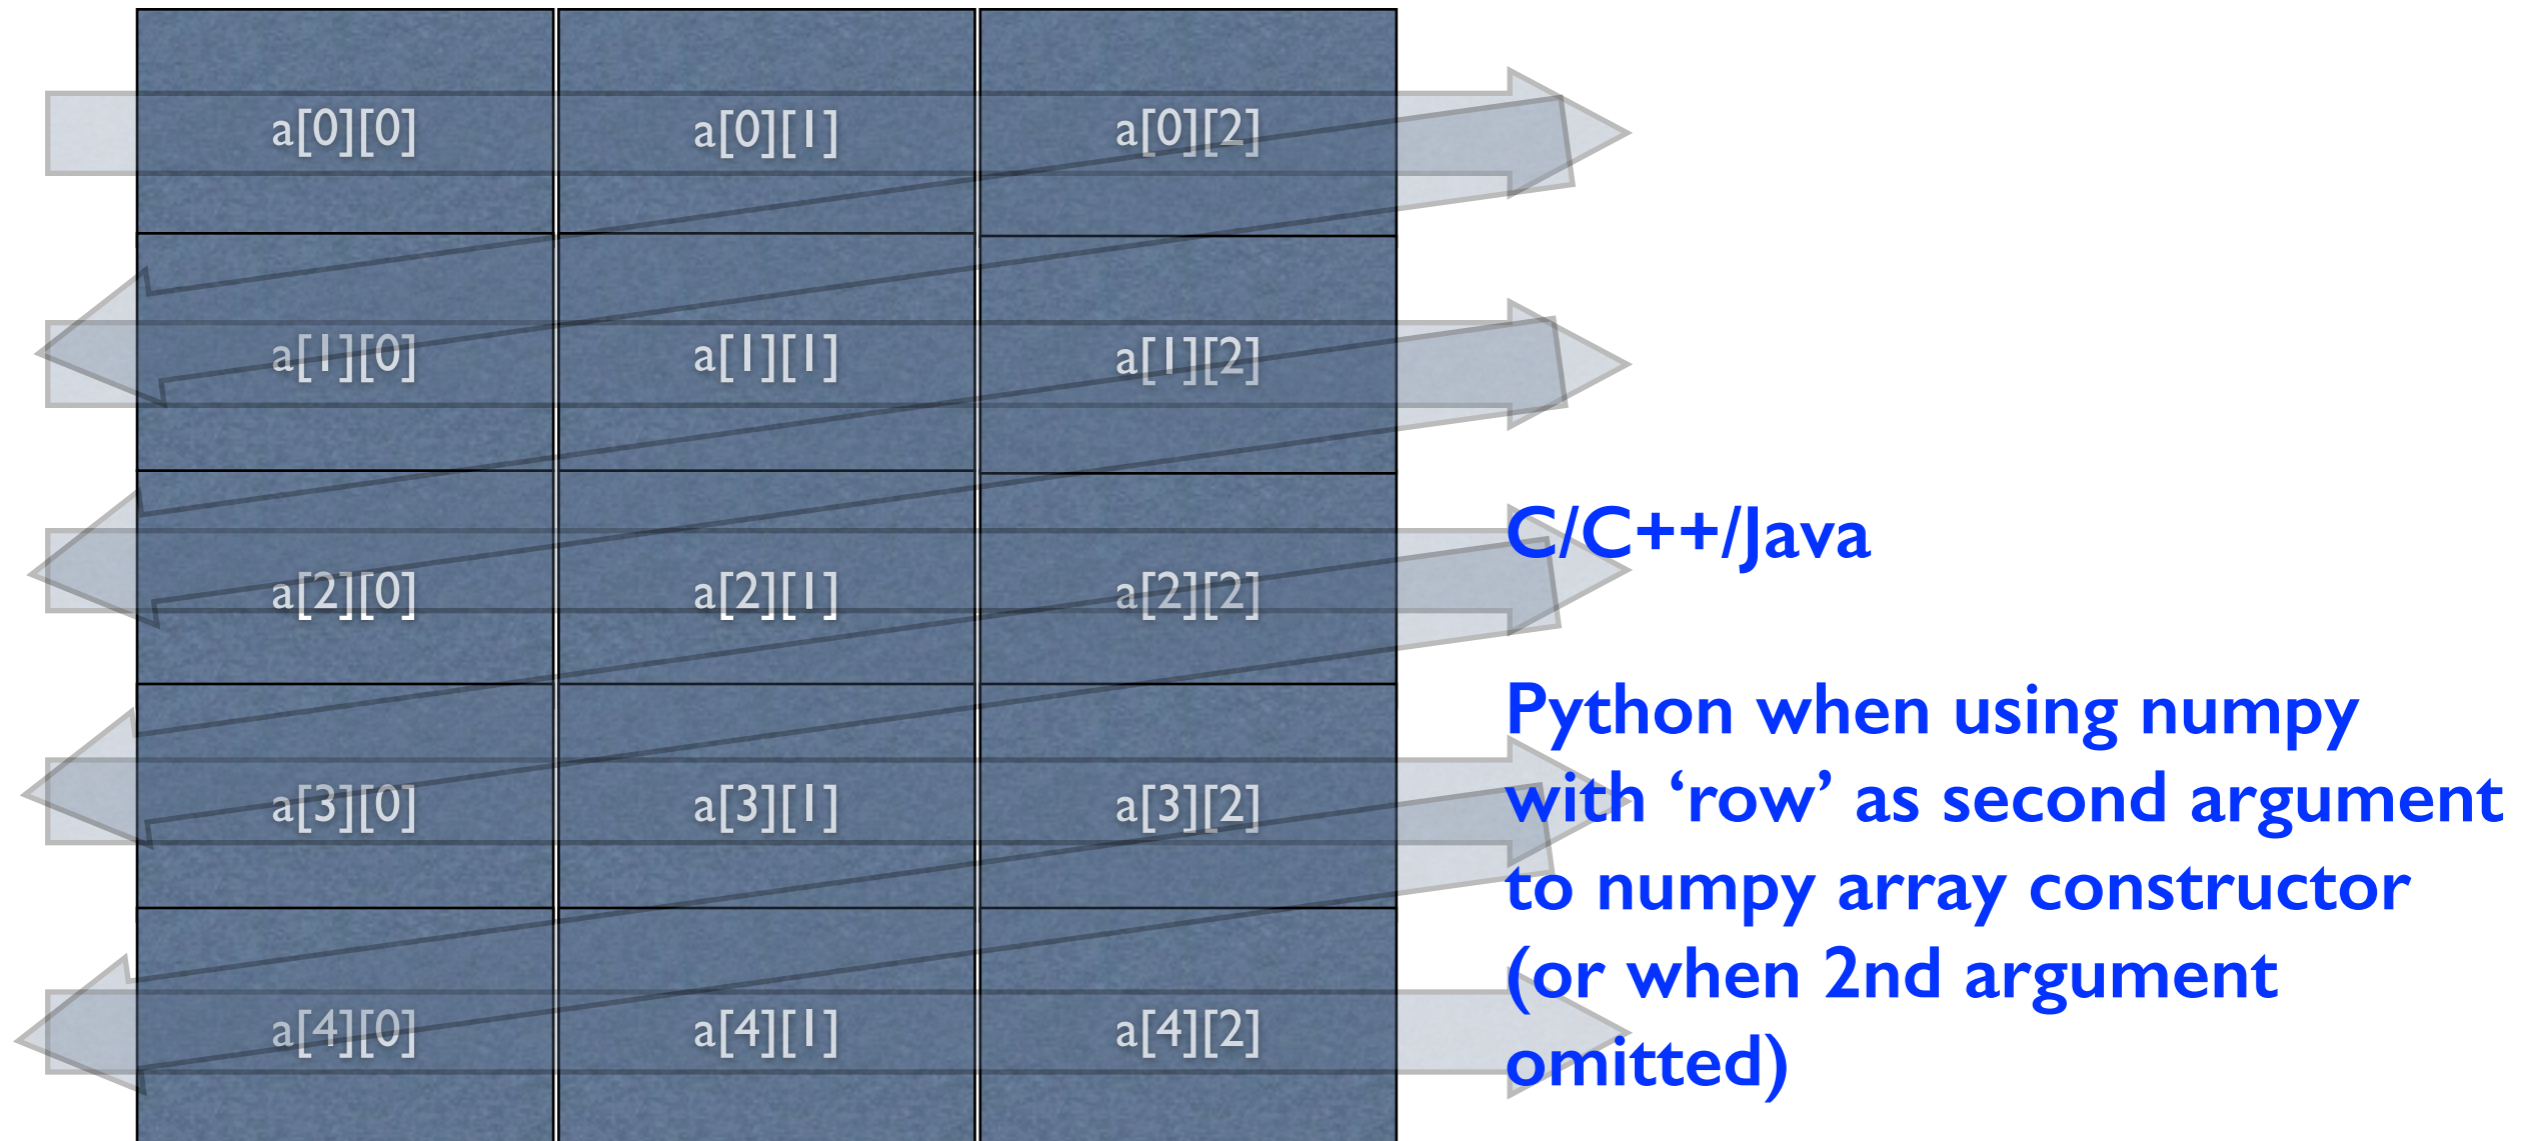 a[0][0] a[0][1] a[0][2]
a[1][0] a[1][1] a[1][2]
a[2][0] a[2][1] a[2][2]
a[3][0] a[3][1] a[3][2]
a[4][0] a[4][1] a[4][2]
C/C++/Java
Python when using numpy
with ‘row’ as second argument
to numpy array constructor
(or when 2nd argument
omitted)